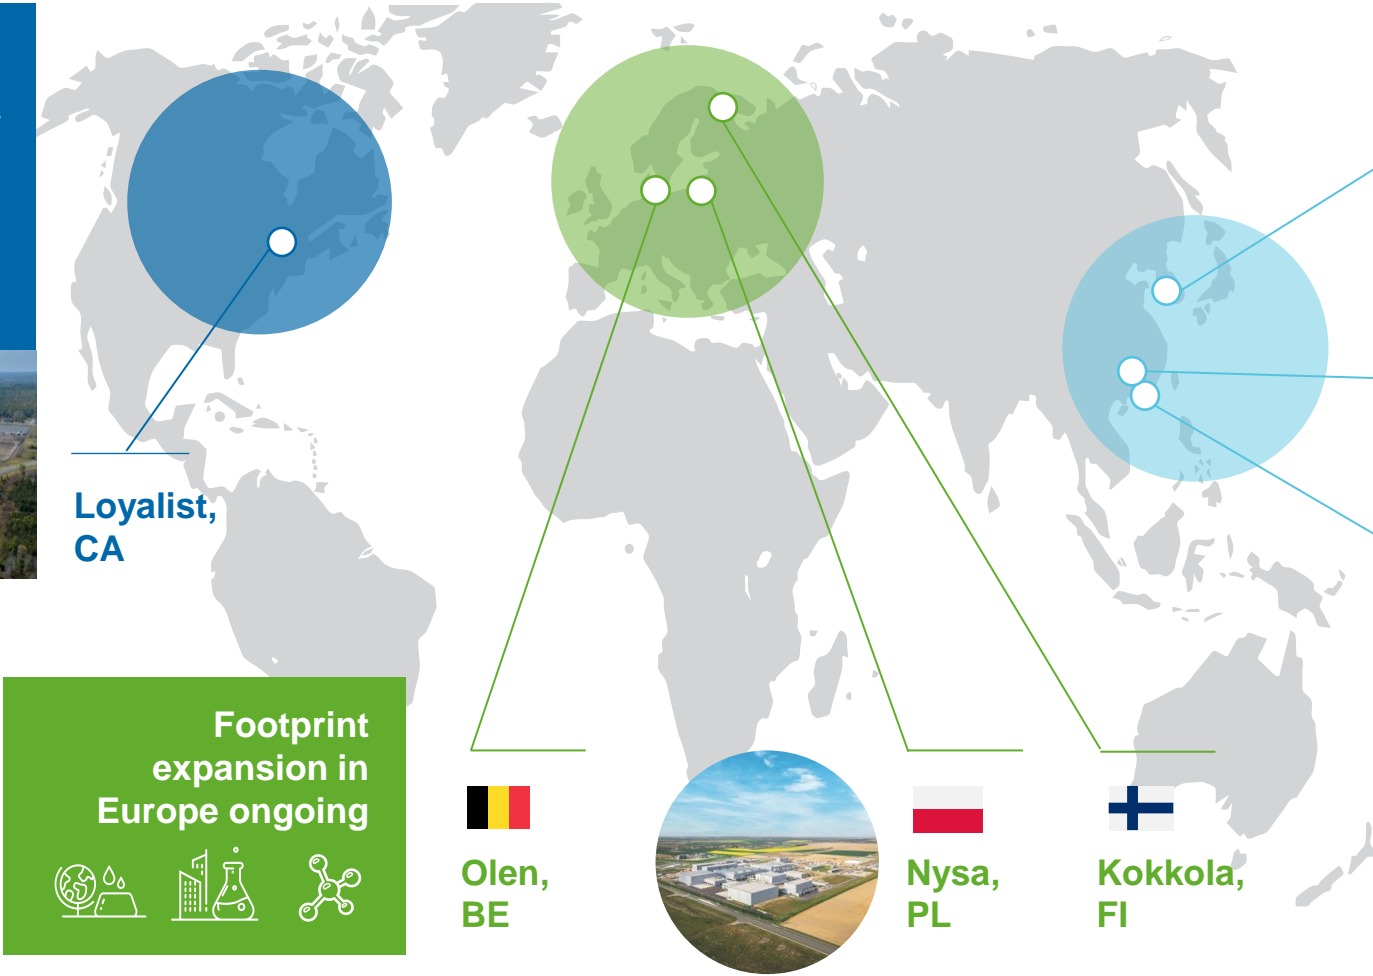 Loyalist,
CA
Footprint
expansion in
Europe ongoing
Olen,
BE
Nysa,
PL
Kokkola,
FI